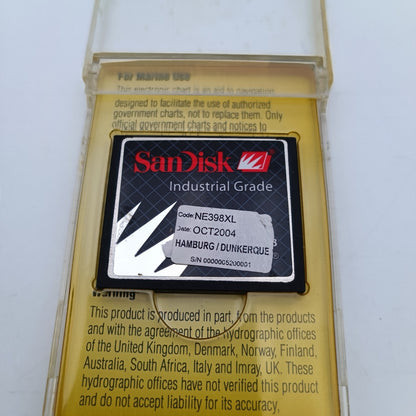 For Marine Use
This electronic chart is an aid to navigation
designed to facilitate the use of authorized
government charts, not to replace them. Only
official government charts and notices to
SanDisk
Industrial Grade
Code: NE398XL
Date: OCT2004
HAMBURG / DUNKERQUE
S/N 0000005200001
Warning
This product is produced in part, from the products
and with the agreement of the hydrographic offices
of the United Kingdom, Denmark, Norway, Finland,
Australia, South Africa, Italy and Imray, UK. These
hydrographic offices have not verified this product
and do not accept liability for its accuracy.